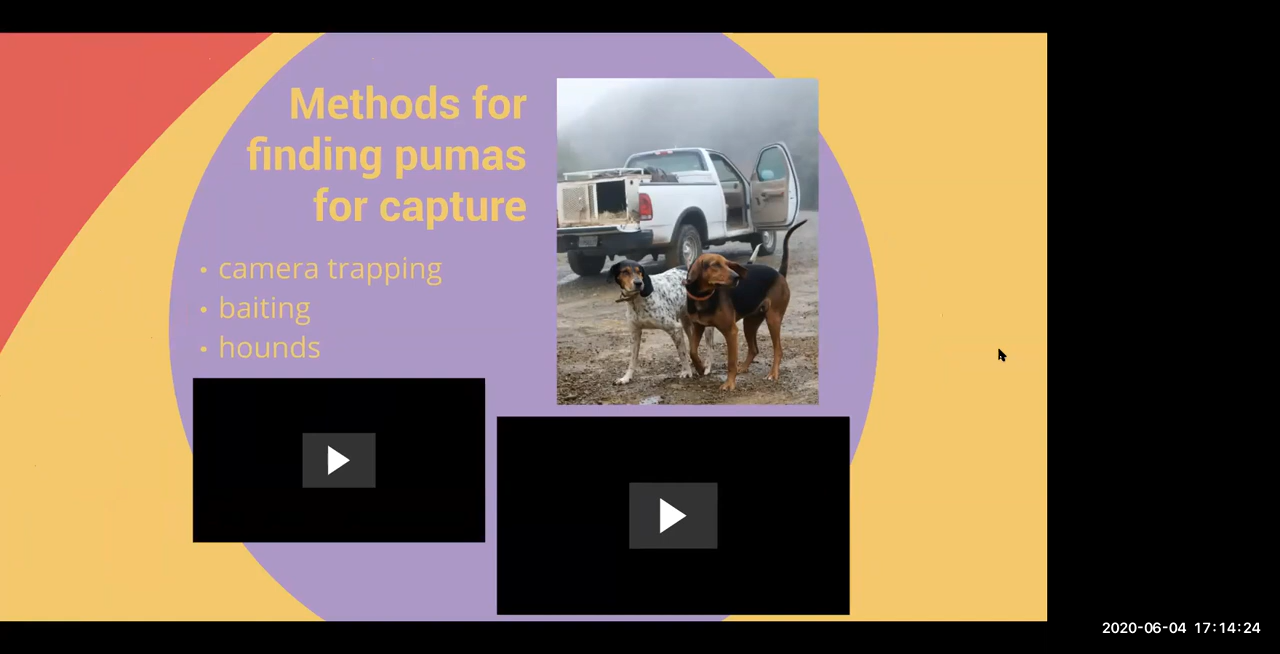 Methods for
finding pumas
for capture
• camera trapping
• baiting
• hounds
2020-06-04 17:14:24